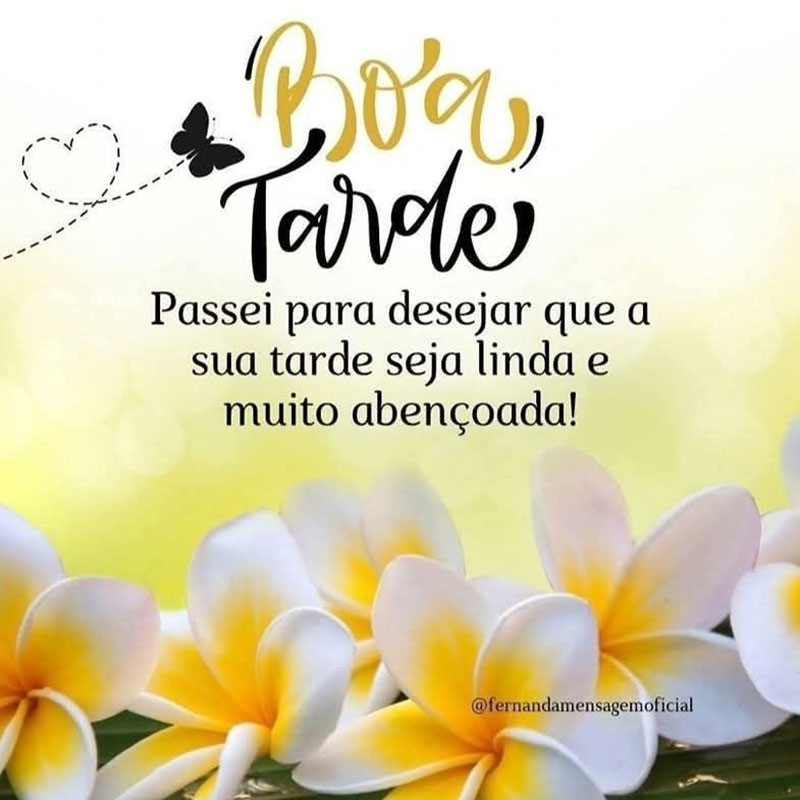 Boa
Tarde
Passei para desejar que a
sua tarde seja linda e
muito abençoada!
@fernandamensagemoficial